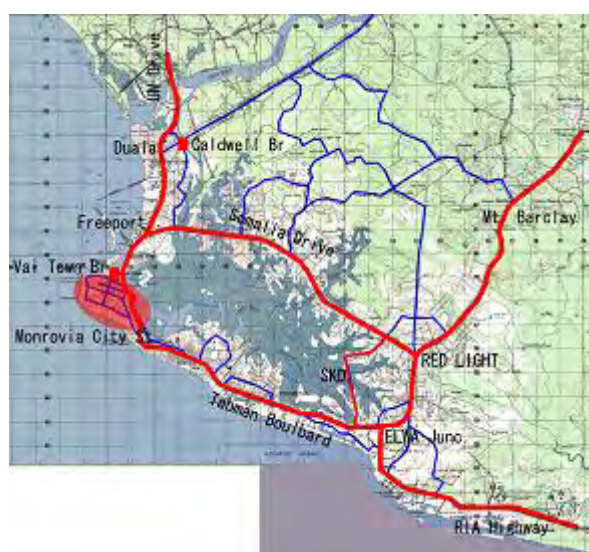 UN Drive
Duala
Caldwell Br
Freeport
Somalia Drive
Mt. Barclay
-Vai Town Br
Monrovia City
RED LIGHT
SKD
Tabman Boulbard
ELWA Junc.
RIA Highway